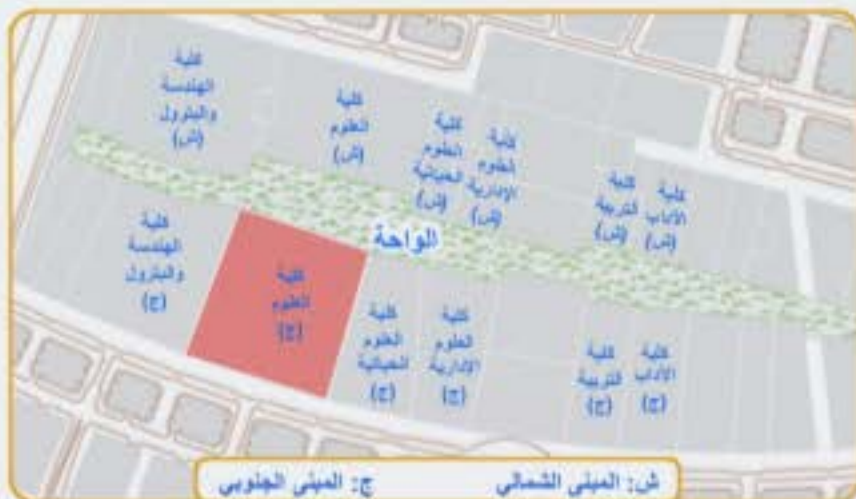 كلية
الهندسة
والبترول
(ش)
كلية
العلوم
(ش)
كلية
العلوم
الحياتية
(ش)
كلية
العلوم
الإدارية
(ش)
كلية
التربية
(ش)
كلية
الآداب
(ش)
الواحة
كلية
الهندسة
والبترول
(ج)
كلية
العلوم
(ج)
كلية
العلوم
الحياتية
(ج)
كلية
العلوم
الإدارية
(ج)
كلية
التربية
(ج)
كلية
الآداب
(ج)
ش: المبنى الشمالي
ج: المبنى الجنوبي